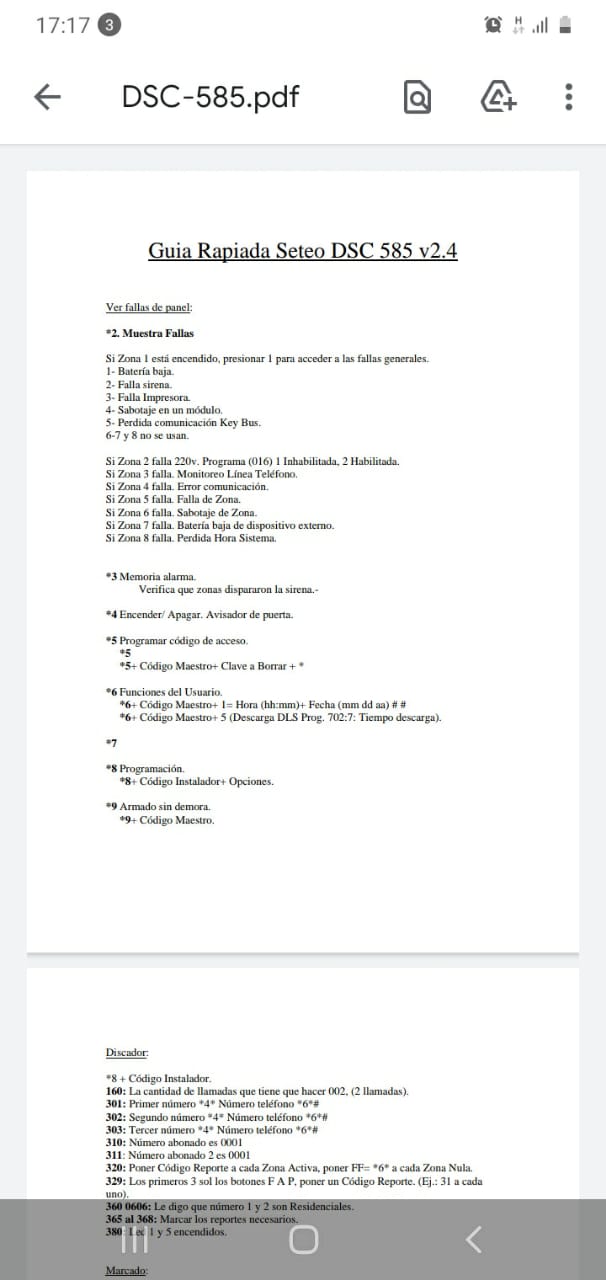 17:17 3
H
DSC-585.pdf
Guia Rapiada Seteo DSC 585 v2.4
Ver fallas de panel:
*2. Muestra Fallas
Si Zona 1 está encendido, presionar 1 para acceder a las fallas generales.
1- Batería baja.
2- Falla sirena.
3- Falla Impresora.
4- Sabotaje en un módulo.
5- Perdida comunicación Key Bus.
6-7 y 8 no se usan.
Si Zona 2 falla 220v. Programa (016) 1 Inhabilitada, 2 Habilitada.
Si Zona 3 falla. Monitoreo Línea Teléfono.
Si Zona 4 falla. Error comunicación.
Si Zona 5 falla. Falla de Zona.
Si Zona 6 falla. Sabotaje de Zona.
Si Zona 7 falla. Batería baja de dispositivo externo.
Si Zona 8 falla. Perdida Hora Sistema.
*3 Memoria alarma.
Verifica que zonas dispararon la sirena.-
*4 Encender/ Apagar. Avisador de puerta.
*5 Programar código de acceso.
*5
*5+ Código Maestro+ Clave a Borrar + *
*6 Funciones del Usuario.
*6+ Código Maestro+ 1= Hora (hh:mm)+ Fecha (mm dd aa) # #
*6+ Código Maestro+ 5 (Descarga DLS Prog. 702:7: Tiempo descarga).
*7
*8 Programación.
*8+ Código Instalador+ Opciones.
*9 Armado sin demora.
*9+ Código Maestro.
Discador:
*8 + Código Instalador.
160: La cantidad de llamadas que tiene que hacer 002, (2 llamadas).
301: Primer número *4* Número teléfono *6*#
302: Segundo número *4* Número teléfono *6*#
303: Tercer número *4* Número teléfono *6*#
310: Número abonado es 0001
311: Número abonado 2 es 0001
320: Poner Código Reporte a cada Zona Activa, poner FF= *6* a cada Zona Nula.
329: Los primeros 3 sol los botones F A P, poner un Código Reporte. (Ej.: 31 a cada
uno).
360 0606: Le digo que número 1 y 2 son Residenciales.
365 al 368: Marcar los reportes necesarios.
380: Led 1 y 5 encendidos.
Marcado: